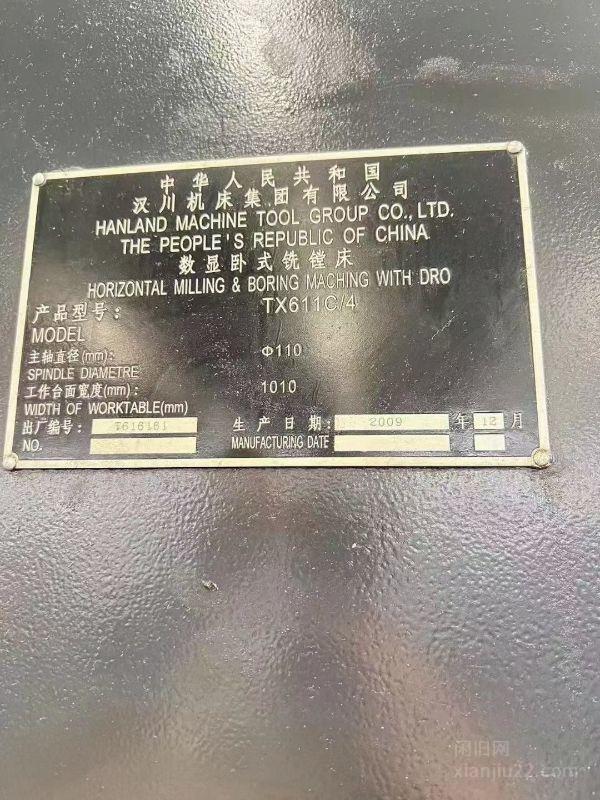 中华人民共和国
汉川机床集团有限公司
HANLAND MACHINE TOOL GROUP CO., LTD.
THE PEOPLE'S REPUBLIC OF CHINA
数显卧式铣镗床
HORIZONTAL MILLING & BORING MACHING WITH DRO
产品型号: TX611C/4
MODEL
主轴直径(mm): Φ110
SPINDLE DIAMETRE
工作台面宽度(mm): 1010
WIDTH OF WORKTABLE(mm)
出厂编号: T616161 生产日期: 2009 年 12 月
NO. MANUFACTURING DATE
闲旧网
xianjiu22.com